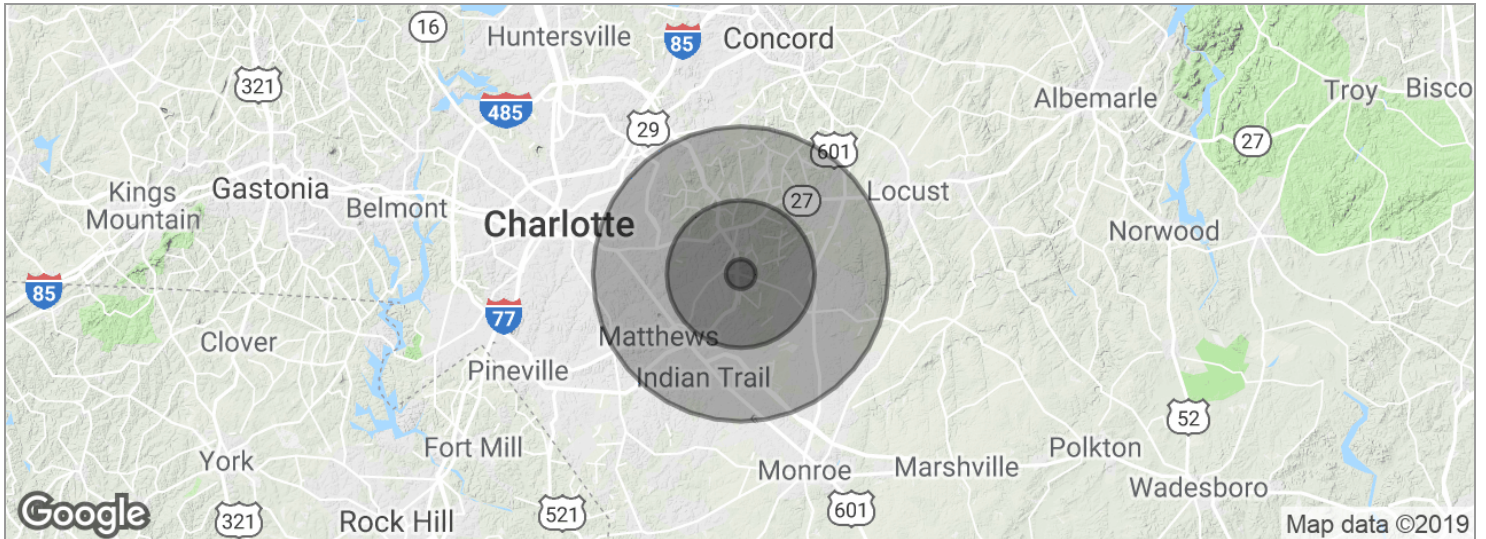 16
Huntersville
85
Concord
321
485
29
Albemarle
Troy
Bisco
601
27
Kings
Mountain
Gastonia
Belmont
Charlotte
27
Locust
Norwood
85
77
Clover
Matthews
Pineville
Indian Trail
52
York
Fort Mill
Monroe
Marshville
Polkton
Wadesboro
Google
321
Rock Hill
521
601
Map data ©2019